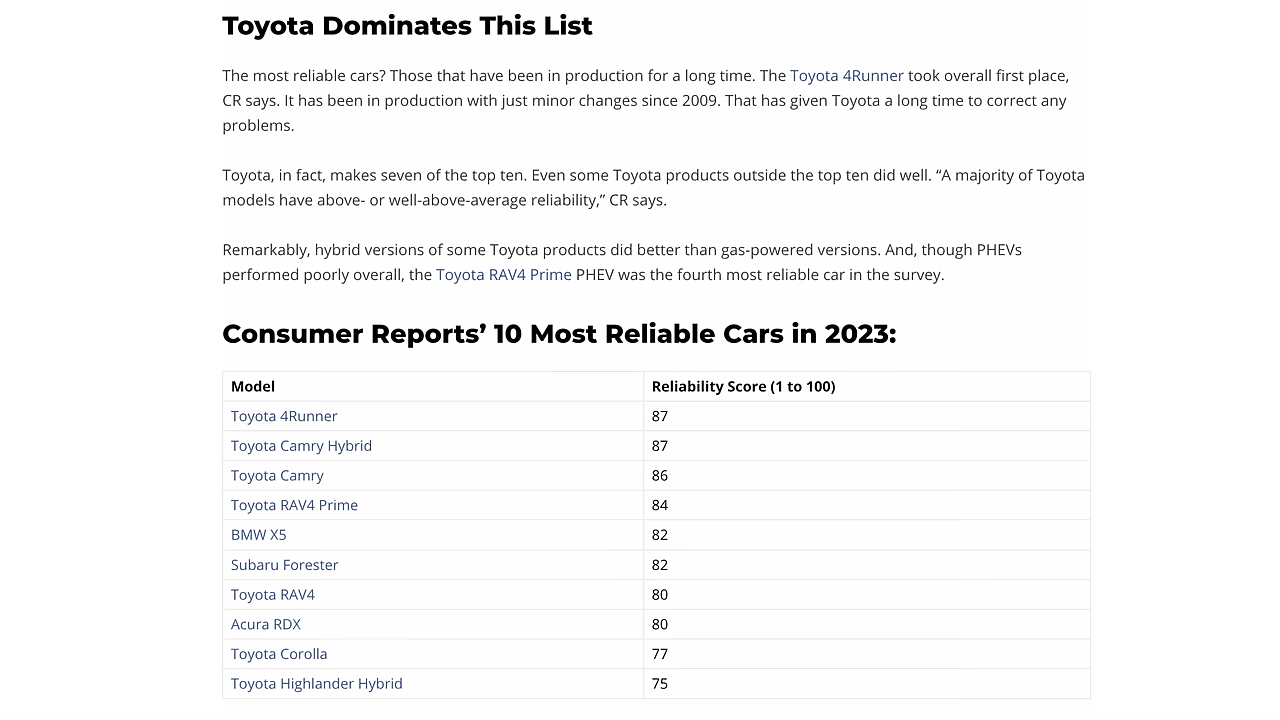 Toyota Dominates This List
The most reliable cars? Those that have been in production for a long time. The Toyota 4Runner took overall first place,
CR says. It has been in production with just minor changes since 2009. That has given Toyota a long time to correct any
problems.
Toyota, in fact, makes seven of the top ten. Even some Toyota products outside the top ten did well. “A majority of Toyota
models have above- or well-above-average reliability,” CR says.
Remarkably, hybrid versions of some Toyota products did better than gas-powered versions. And, though PHEVs
performed poorly overall, the Toyota RAV4 Prime PHEV was the fourth most reliable car in the survey.
Consumer Reports’ 10 Most Reliable Cars in 2023:
Model Reliability Score (1 to 100)
Toyota 4Runner 87
Toyota Camry Hybrid 87
Toyota Camry 86
Toyota RAV4 Prime 84
BMW X5 82
Subaru Forester 82
Toyota RAV4 80
Acura RDX 80
Toyota Corolla 77
Toyota Highlander Hybrid 75